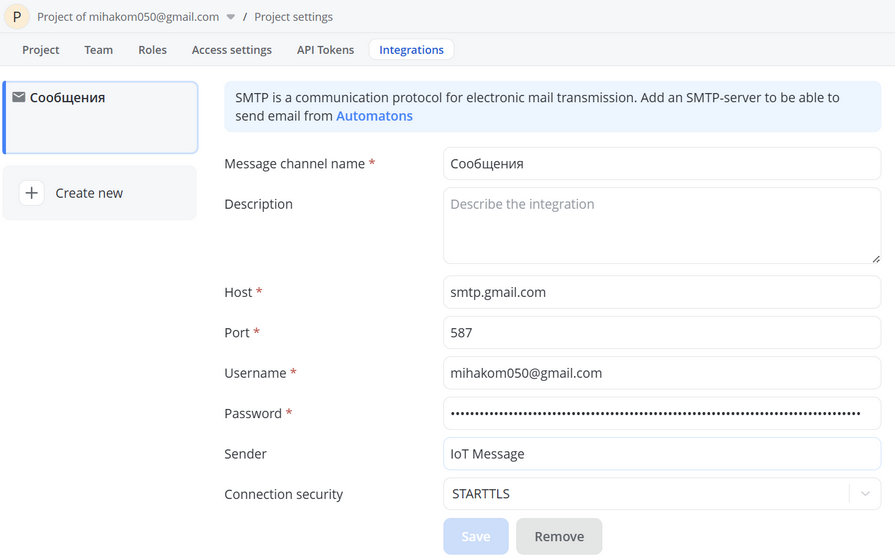 P Project of mihakom050@gmail.com / Project settings
Project Team Roles Access settings API Tokens Integrations
Сообщения
Create new
SMTP is a communication protocol for electronic mail transmission. Add an SMTP-server to be able to
send email from Automatons
Message channel name * Сообщения
Description Describe the integration
Host * smtp.gmail.com
Port * 587
Username * mihakom050@gmail.com
Password *
Sender IoT Message
Connection security STARTTLS
Save Remove